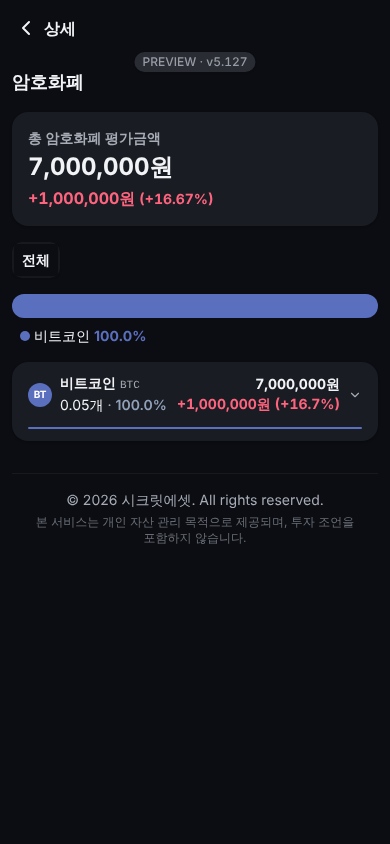 상세
PREVIEW · v5.127
암호화폐
총 암호화폐 평가금액
7,000,000원
+1,000,000원 (+16.67%)
전체
비트코인 100.0%
BT
비트코인 BTC
7,000,000원
0.05개 · 100.0%
+1,000,000원 (+16.7%)
© 2026 시크릿에셋. All rights reserved.
본 서비스는 개인 자산 관리 목적으로 제공되며, 투자 조언을
포함하지 않습니다.